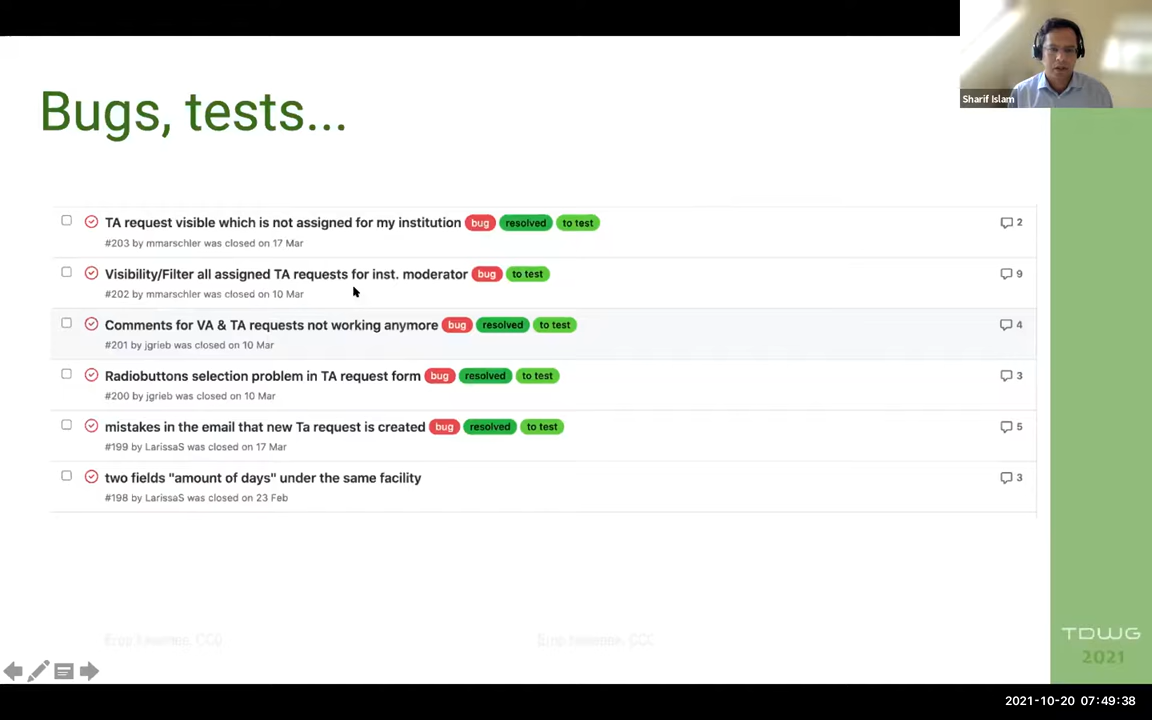 Sharif Islam
Bugs, tests...
TA request visible which is not assigned for my institution bug resolved to test 2
#203 by mmarschler was closed on 17 Mar
Visibility/Filter all assigned TA requests for inst. moderator bug to test 9
#202 by mmarschler was closed on 10 Mar
Comments for VA & TA requests not working anymore bug resolved to test 4
#201 by jgrieb was closed on 10 Mar
Radiobuttons selection problem in TA request form bug resolved to test 3
#200 by jgrieb was closed on 10 Mar
mistakes in the email that new Ta request is created bug resolved to test 5
#199 by LarissaS was closed on 17 Mar
two fields "amount of days" under the same facility 3
#198 by LarissaS was closed on 23 Feb
TDWG
2021
2021-10-20 07:49:38